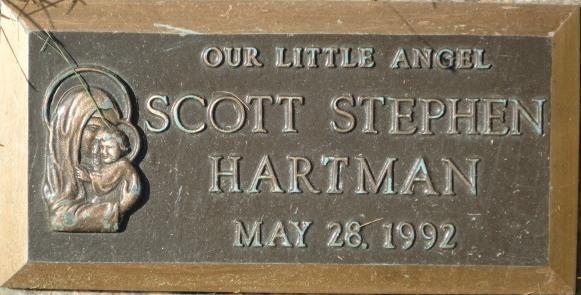 OUR LITTLE ANGEL
SCOTT STEPHEN
HARTMAN
MAY 28, 1992